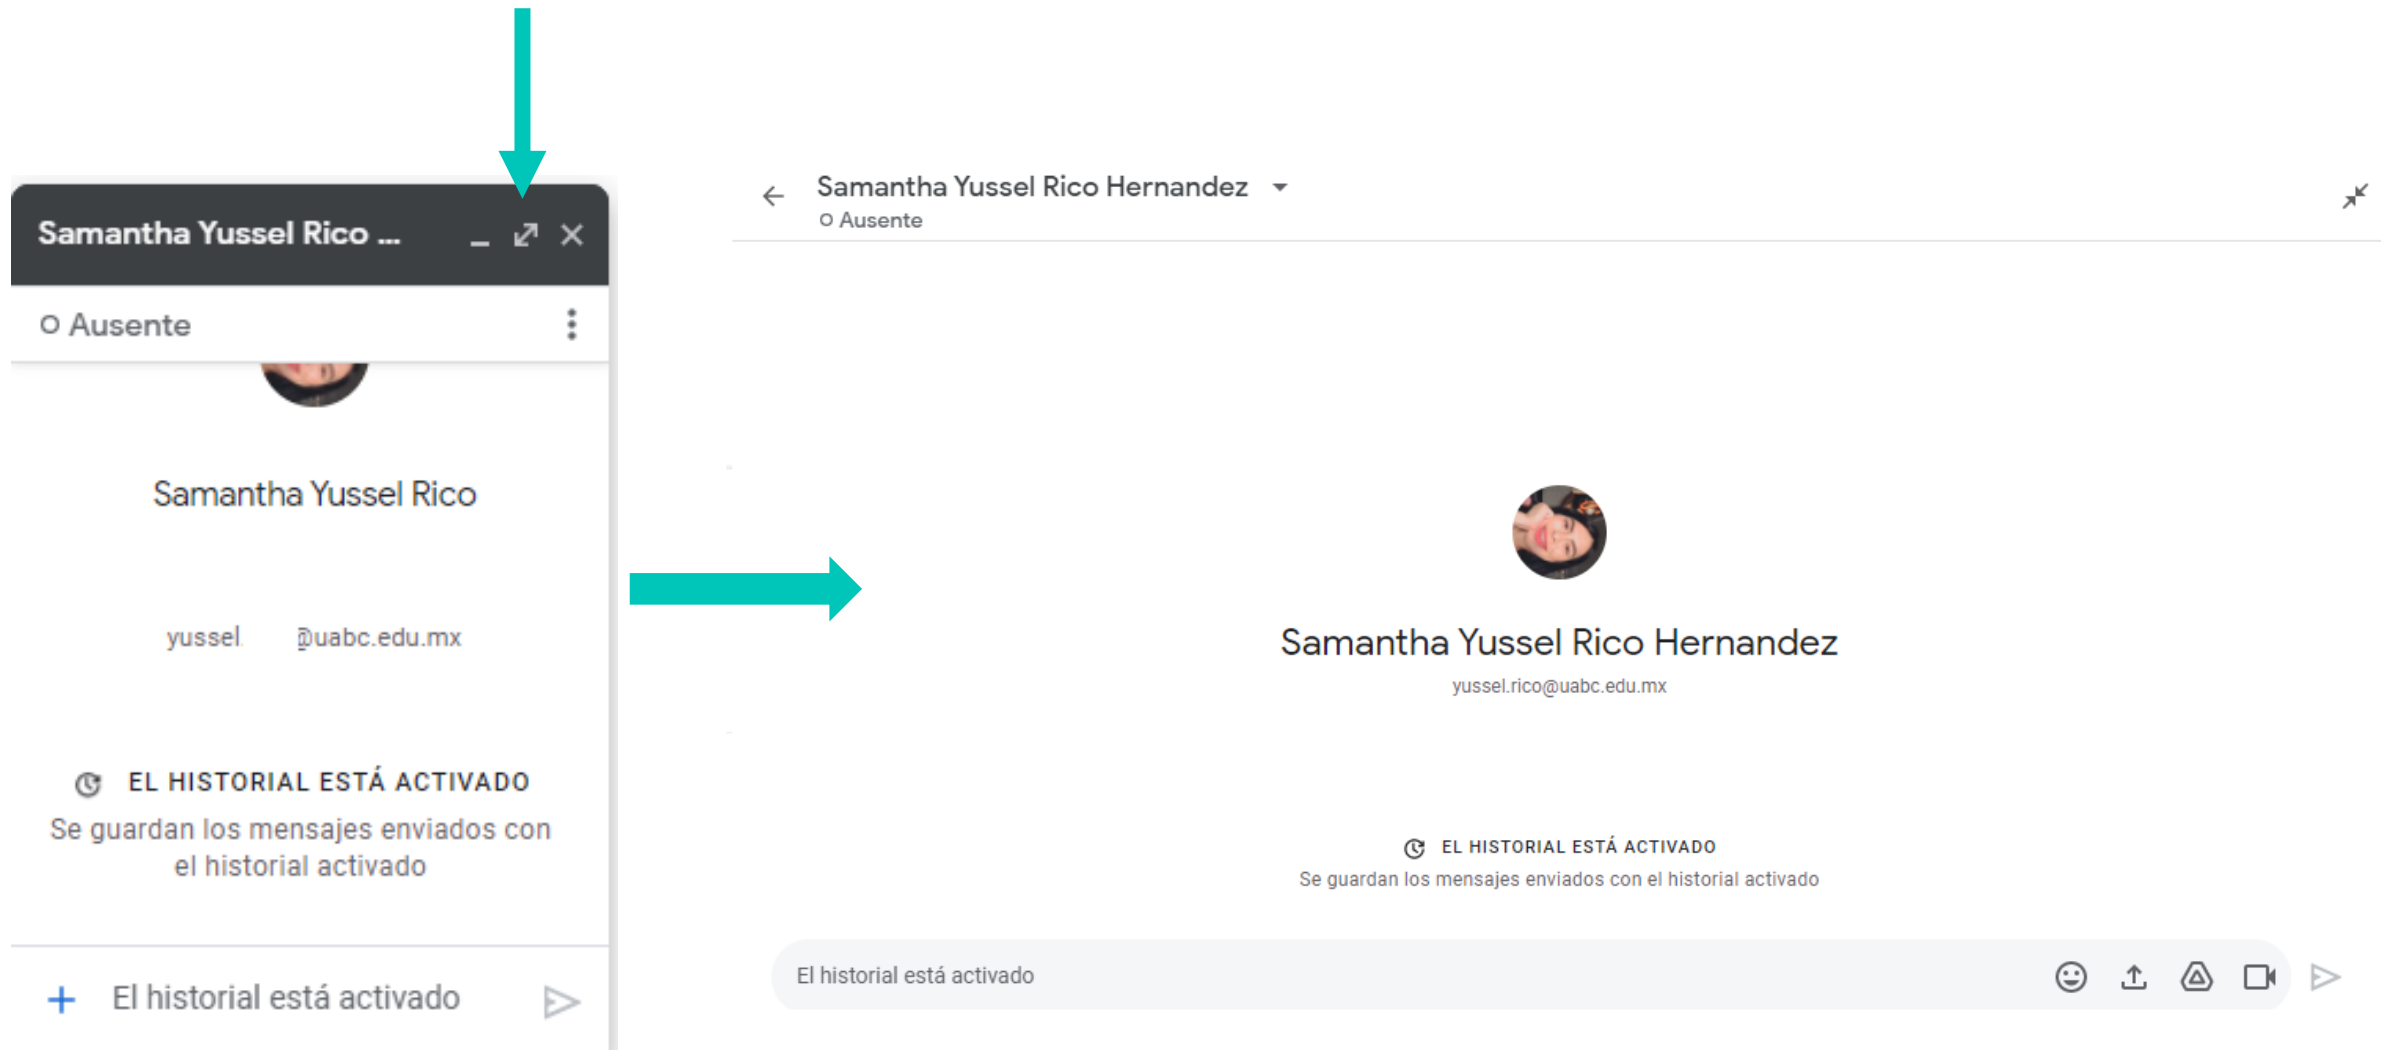 Samantha Yussel Rico ...
Ausente
Samantha Yussel Rico
yussel. @uabc.edu.mx
EL HISTORIAL ESTÁ ACTIVADO
Se guardan los mensajes enviados con
el historial activado
El historial está activado
Samantha Yussel Rico Hernandez
Ausente
Samantha Yussel Rico Hernandez
yussel.rico@uabc.edu.mx
EL HISTORIAL ESTÁ ACTIVADO
Se guardan los mensajes enviados con el historial activado
El historial está activado